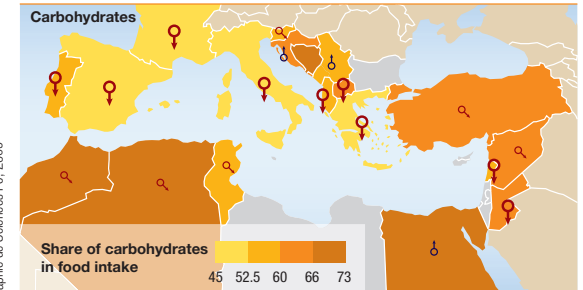 Carbohydrates
Share of carbohydrates
in food intake
45 52.5 60 66 73